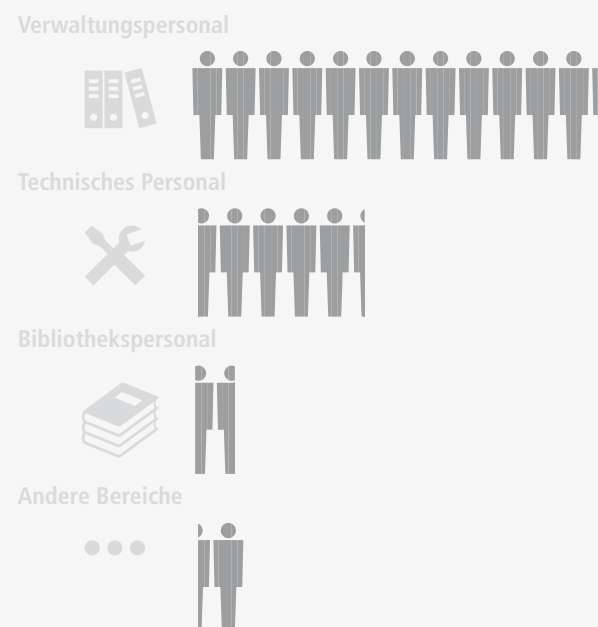 Verwaltungspersonal
Technisches Personal
Bibliothekspersonal
Andere Bereiche